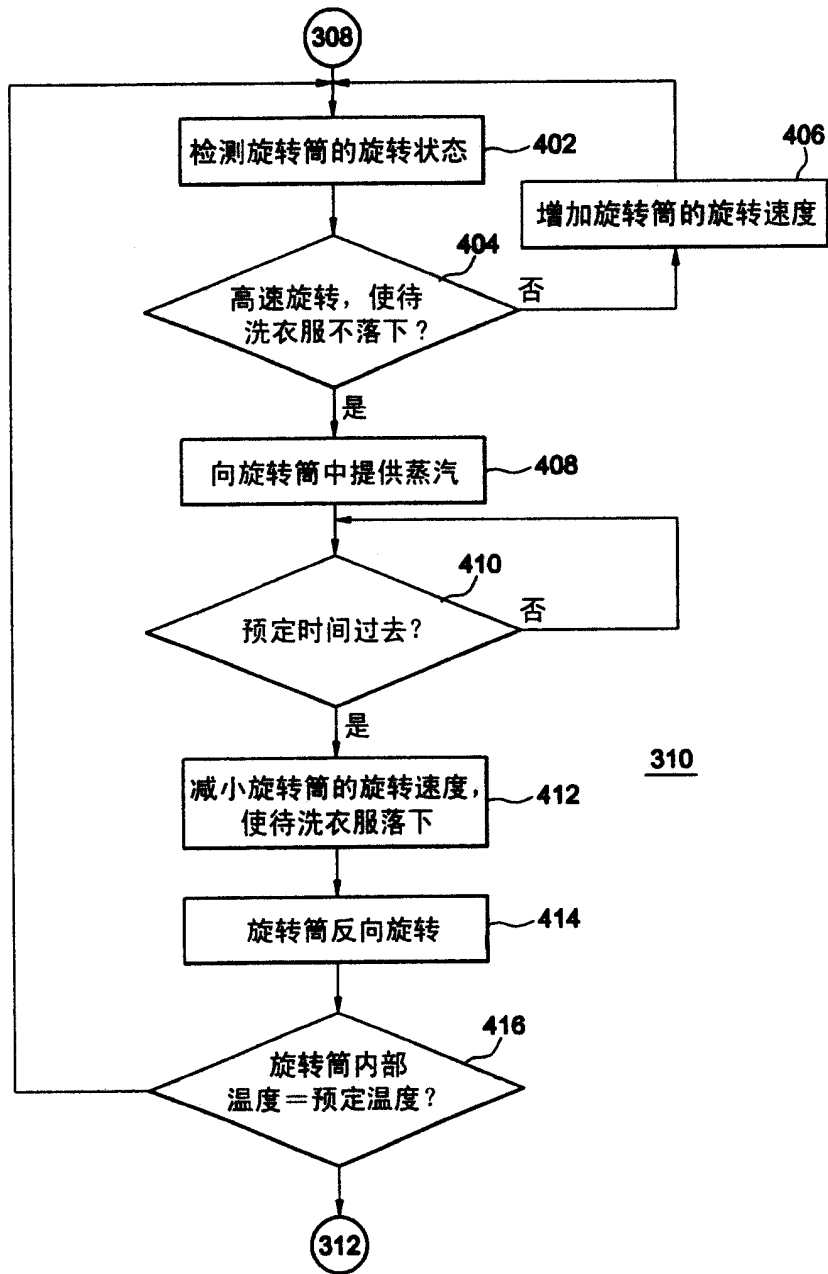 308
检测旋转筒的旋转状态
402
406
增加旋转筒的旋转速度
404
高速旋转，使待
洗衣服不落下？
否
是
向旋转筒中提供蒸汽
408
410
预定时间过去？
否
是
310
减小旋转筒的旋转速度，
使待洗衣服落下
412
旋转筒反向旋转
414
416
旋转筒内部
温度＝预定温度？
312